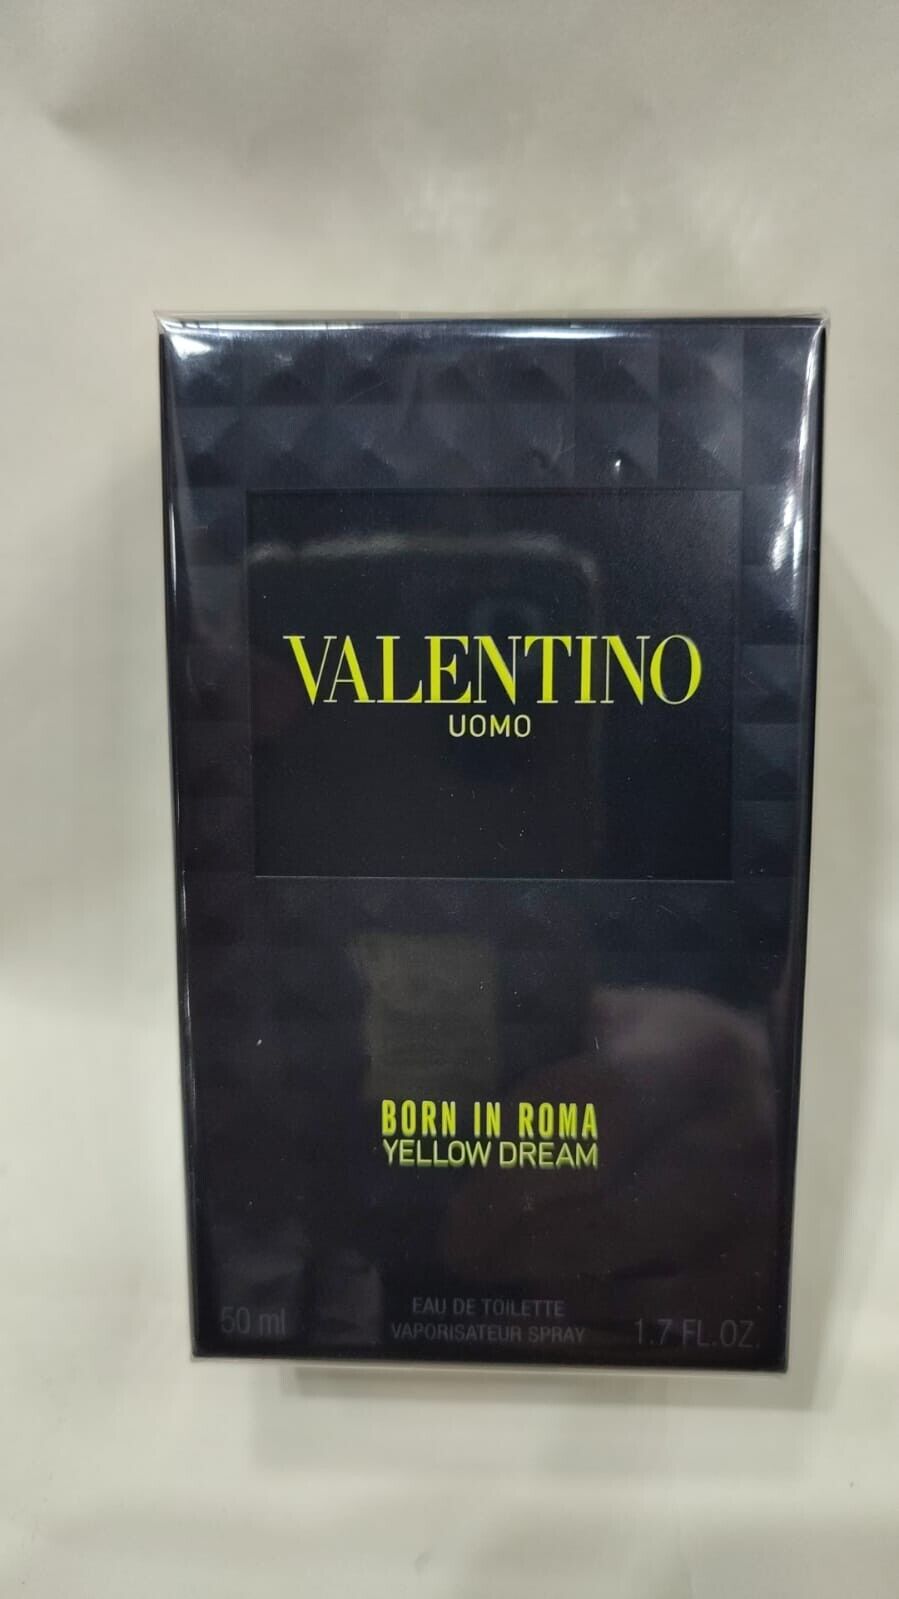 VALENTINO
UOMO
BORN IN ROMA
YELLOW DREAM
EAU DE TOILETTE
50 ml VAPORISATEUR SPRAY 1.7 FL.OZ.